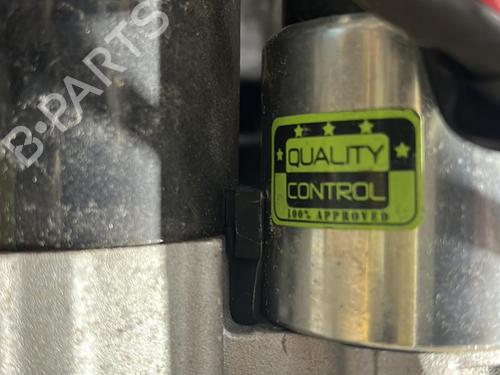 B-PARTS
QUALITY
CONTROL
100% APPROVED